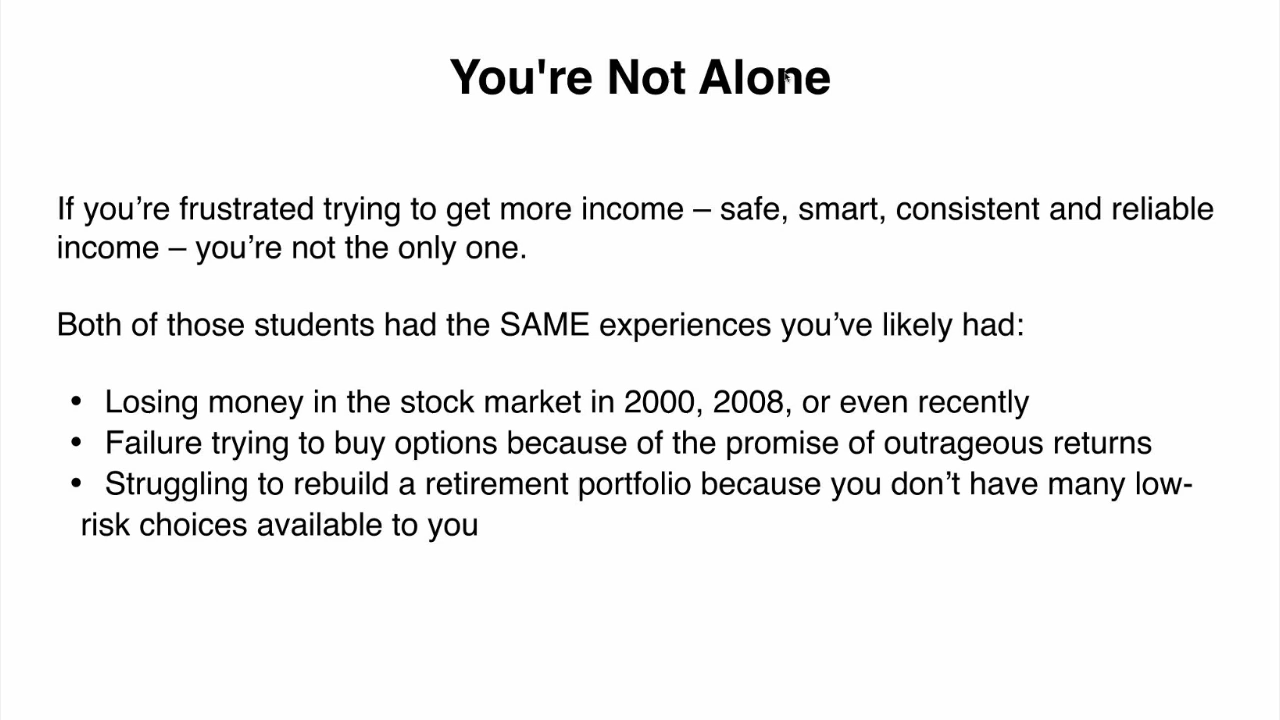 You're Not Alone
If you’re frustrated trying to get more income – safe, smart, consistent and reliable
income – you’re not the only one.
Both of those students had the SAME experiences you’ve likely had:
• Losing money in the stock market in 2000, 2008, or even recently
• Failure trying to buy options because of the promise of outrageous returns
• Struggling to rebuild a retirement portfolio because you don’t have many low-
risk choices available to you